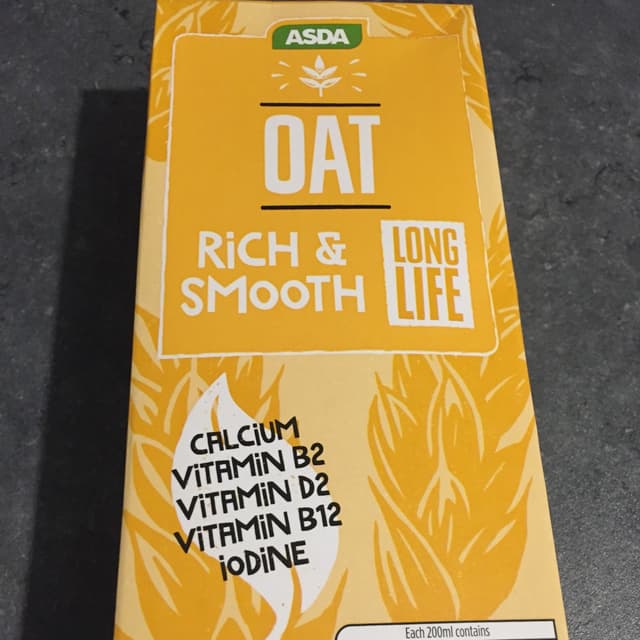 ASDA
OAT
RiCH &
SMOOTH
LONG
LIFE
CALCiUM
ViTAMiN B2
ViTAMiN D2
ViTAMiN B12
iODiNE
Each 200ml contains